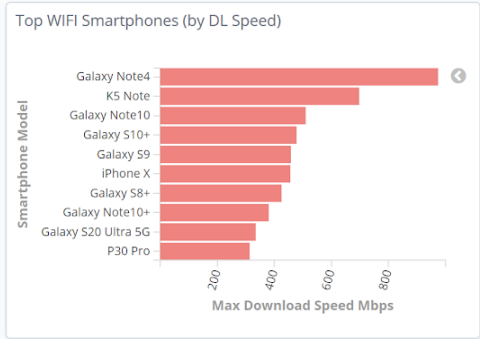 Top WIFI Smartphones (by DL Speed)
Smartphone Model
Galaxy Note4
K5 Note
Galaxy Note10
Galaxy S10+
Galaxy S9
iPhone X
Galaxy S8+
Galaxy Note10+
Galaxy S20 Ultra 5G
P30 Pro
200 400 600 800
Max Download Speed Mbps